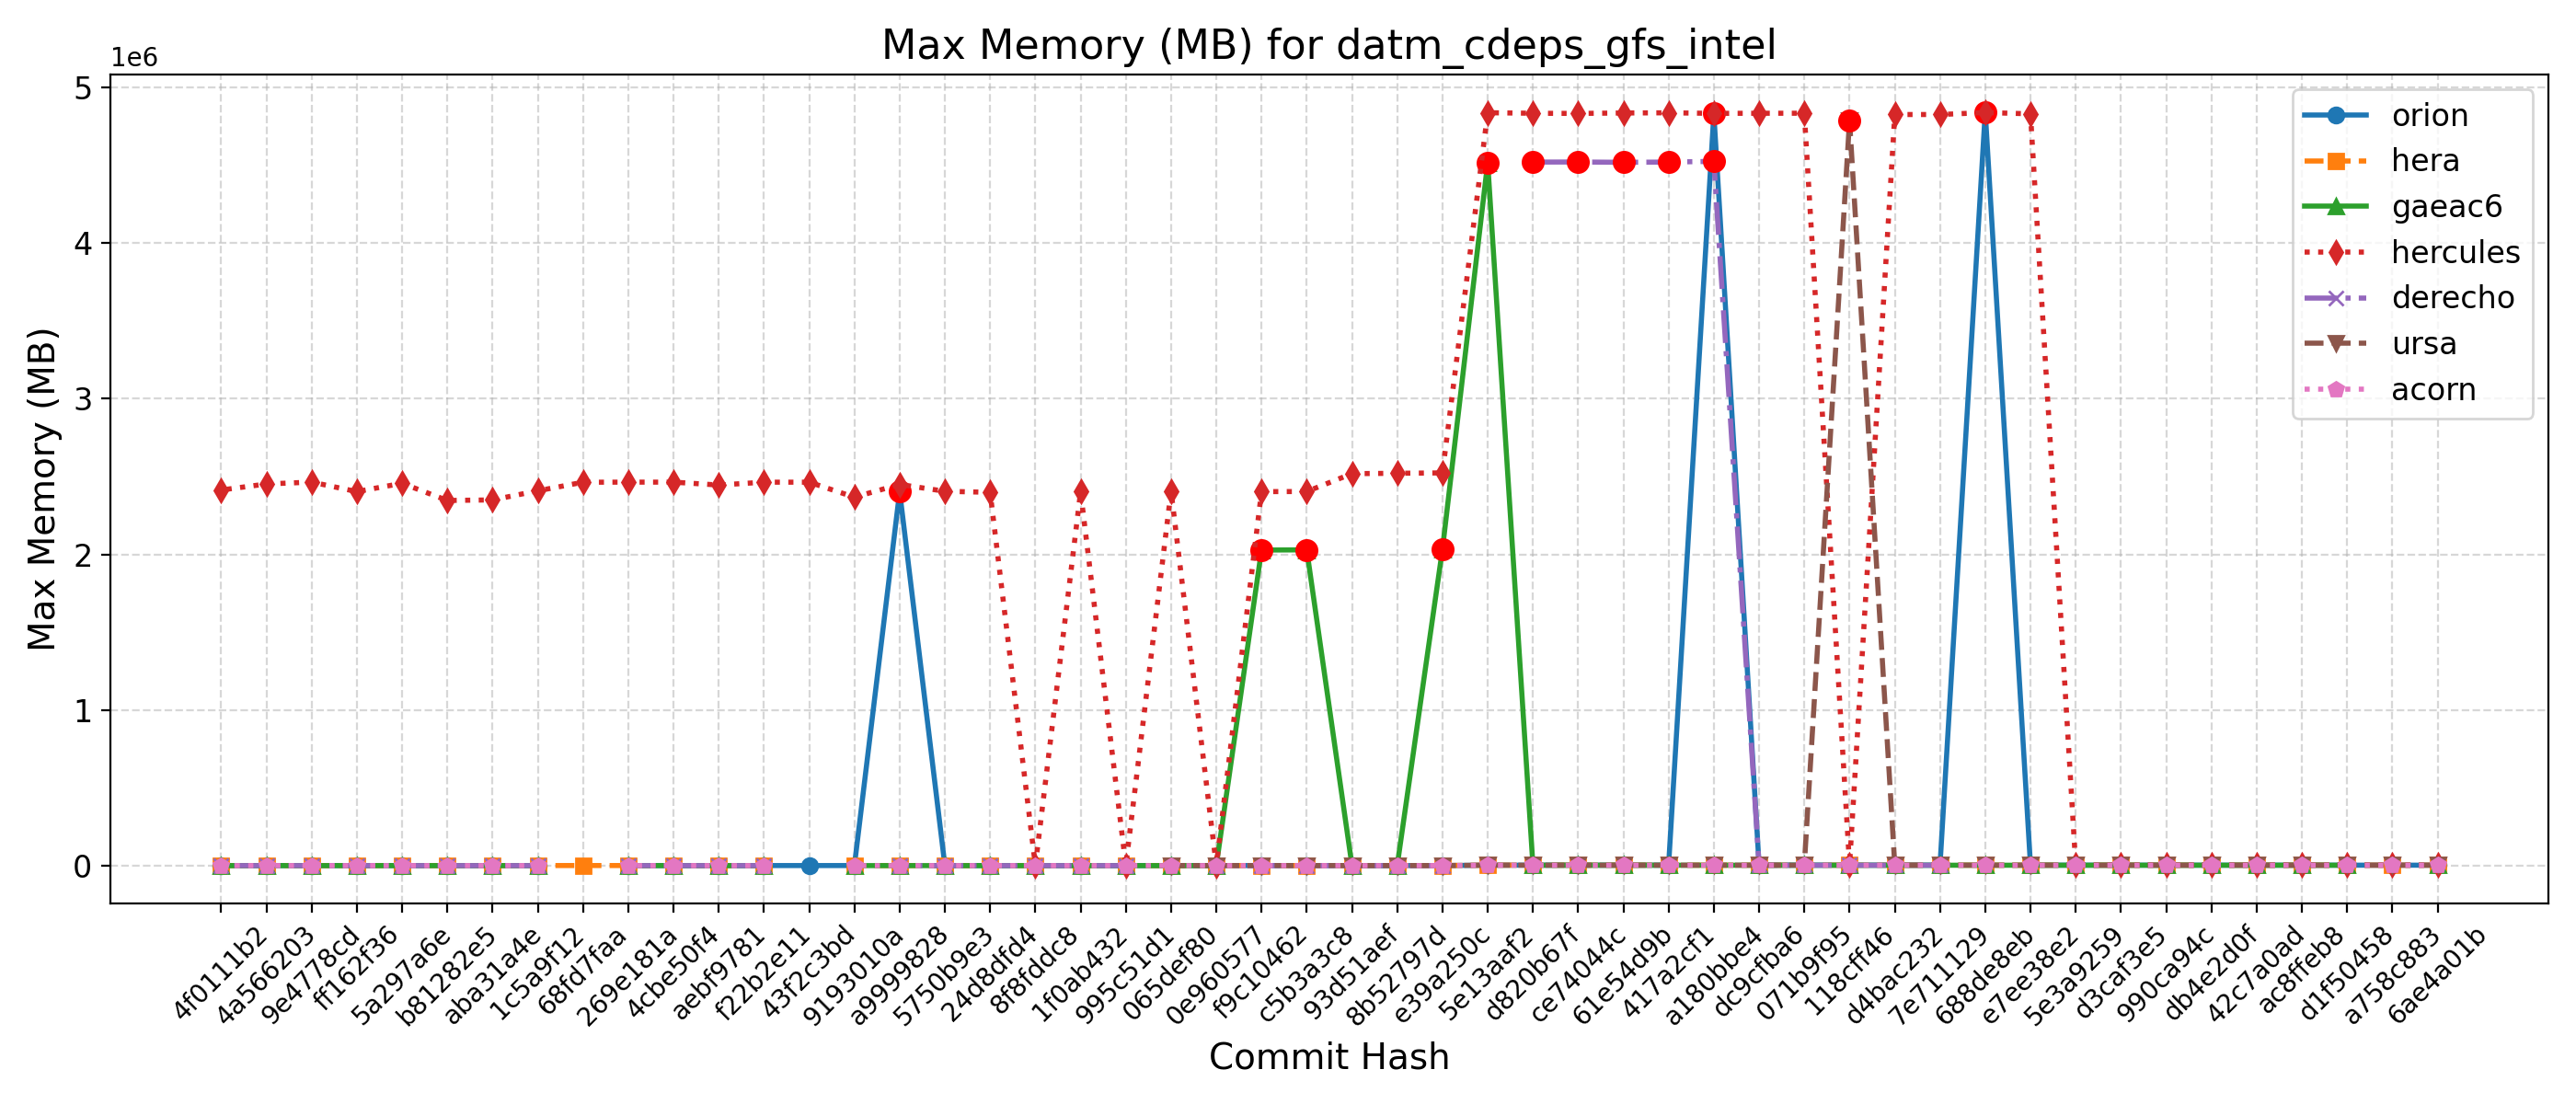 Max Memory (MB) for datm_cdeps_gfs_intel
1e6
5
4
3
2
1
0
Max Memory (MB)
orion
hera
gaeac6
hercules
derecho
ursa
acorn
4f0111b2
4a566203
9e4778cd
ff162f36
5a297a6e
b81282e5
aba31a4e
1c5a9f12
68fd7faa
269e181a
4cbe50f4
aebf9781
f22b2e11
43f2c3bd
9193010a
a9999828
5750b9e3
24d8dfd4
8f8fddc8
1f0ab432
995c51d1
065def80
0e960577
f9c10462
c5b3a3c8
93d51aef
8b52797d
e39a250c
5e13aaf2
d820b67f
ce74044c
61e54d9b
417a2cf1
a180bbe4
dc9cfba6
071b9f95
118cff46
d4bac232
7e711129
688de8eb
e7ee38e2
5e3a9259
d3caf3e5
990ca94c
db4e2d0f
42c7a0ad
ac8ffeb8
d1f50458
a758c883
6ae4a01b
Commit Hash